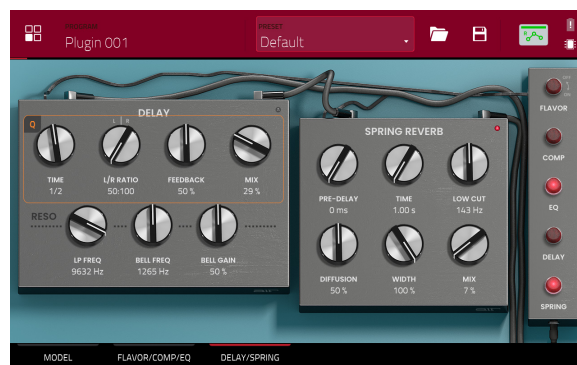 PROGRAM
Plugin 001
PRESET
Default
DELAY
L | R
Q
TIME
1/2
L/R RATIO
50:100
FEEDBACK
50 %
MIX
29 %
RESO
LP FREQ
9632 Hz
BELL FREQ
1265 Hz
BELL GAIN
50 %
SPRING REVERB
PRE-DELAY
0 ms
TIME
1.00 s
LOW CUT
143 Hz
DIFFUSION
50 %
WIDTH
100 %
MIX
7 %
OFF
ON
FLAVOR
COMP
EQ
DELAY
SPRING
MODEL
FLAVOR/COMP/EQ
DELAY/SPRING